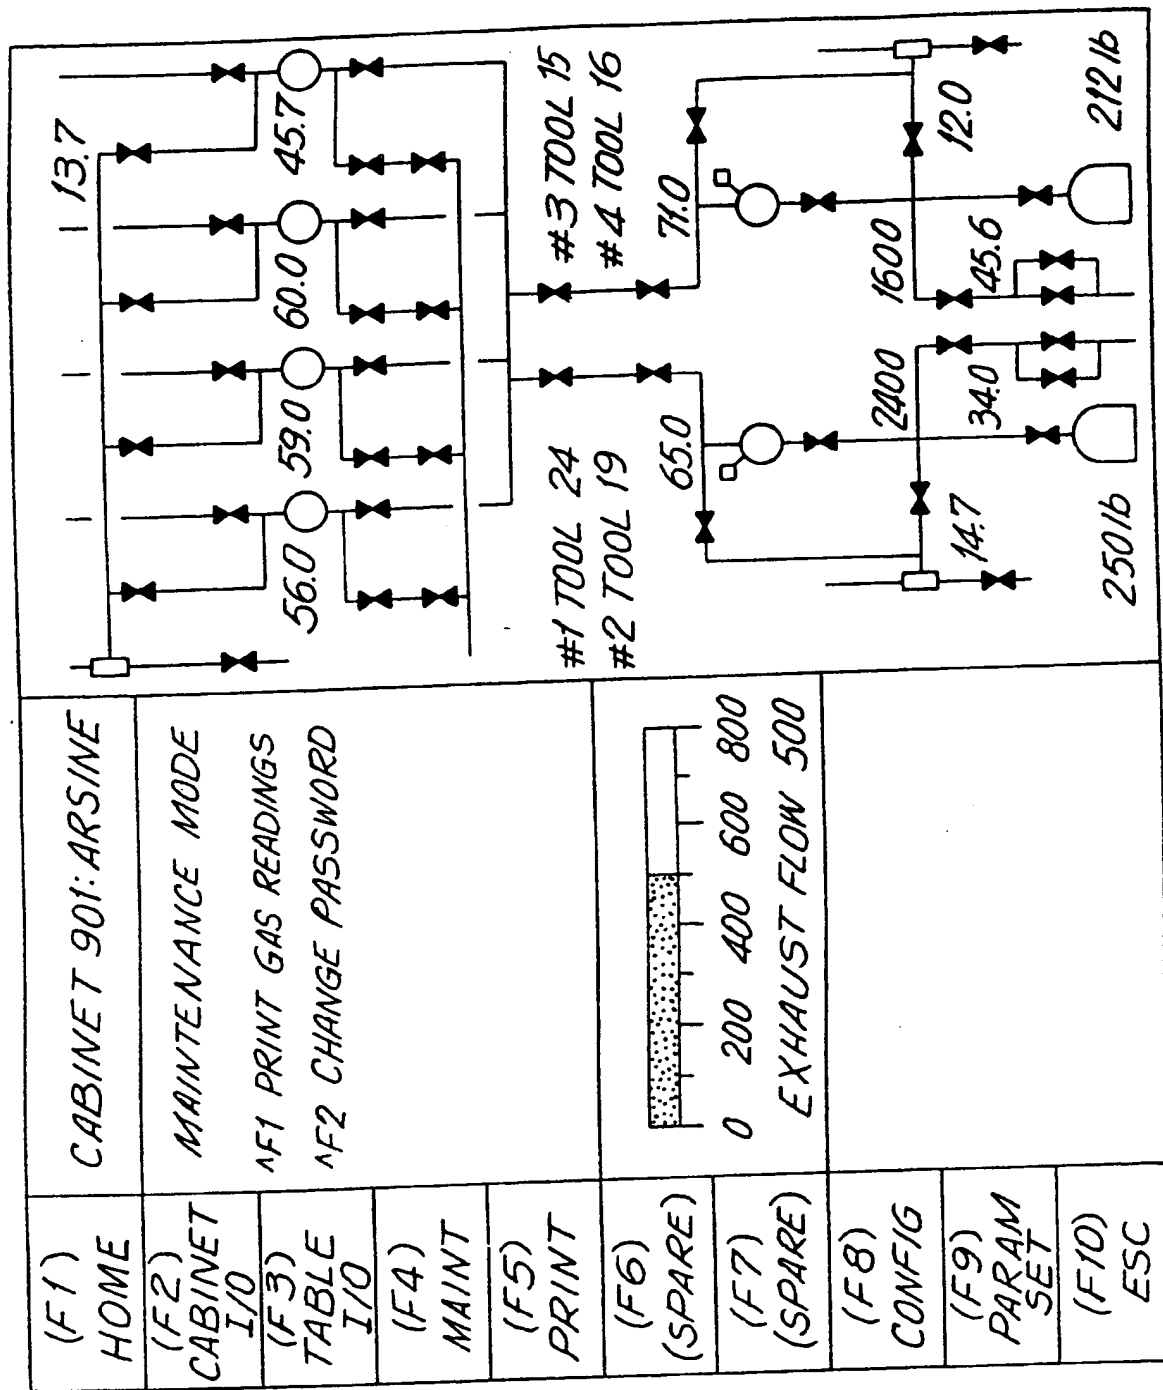 (F1)
HOME
(F2)
CABINET
I/O
(F3)
TABLE
I/O
(F4)
MAINT
(F5)
PRINT
(F6)
(SPARE)
(F7)
(SPARE)
(F8)
CONFIG
(F9)
PARAM
SET
(F10)
ESC
CABINET 901: ARSINE
MAINTENANCE MODE
^F1 PRINT GAS READINGS
^F2 CHANGE PASSWORD
0 200 400 600 800
EXHAUST FLOW 500
13.7
56.0 59.0 60.0 45.7
#1 TOOL 24
#2 TOOL 19
#3 TOOL 15
#4 TOOL 16
65.0 71.0
2400 1600
14.7 34.0 45.6 12.0
250 lb 212 lb